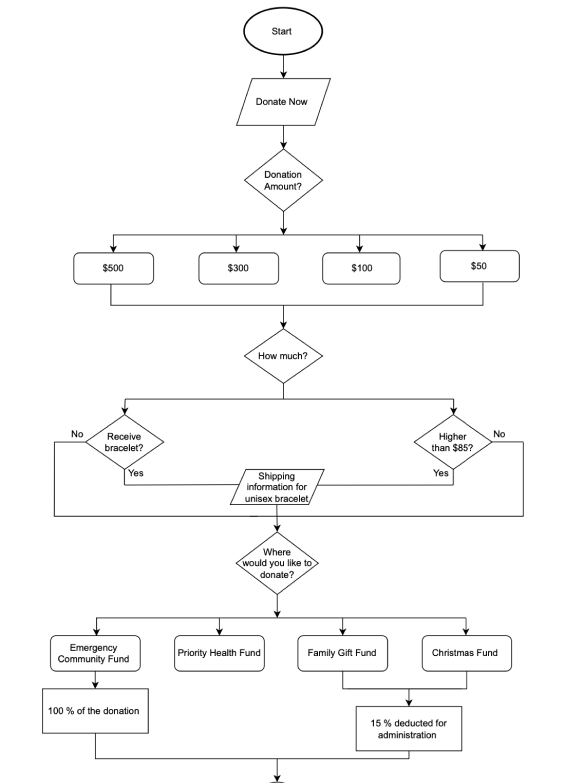 Start
Donate Now
Donation
Amount?
$500
$300
$100
$50
How much?
No
Receive
bracelet?
Yes
Higher
than $85?
No
Yes
Shipping
information for
unisex bracelet
Where
would you like to
donate?
Emergency
Community Fund
Priority Health Fund
Family Gift Fund
Christmas Fund
100 % of the donation
15 % deducted for
administration